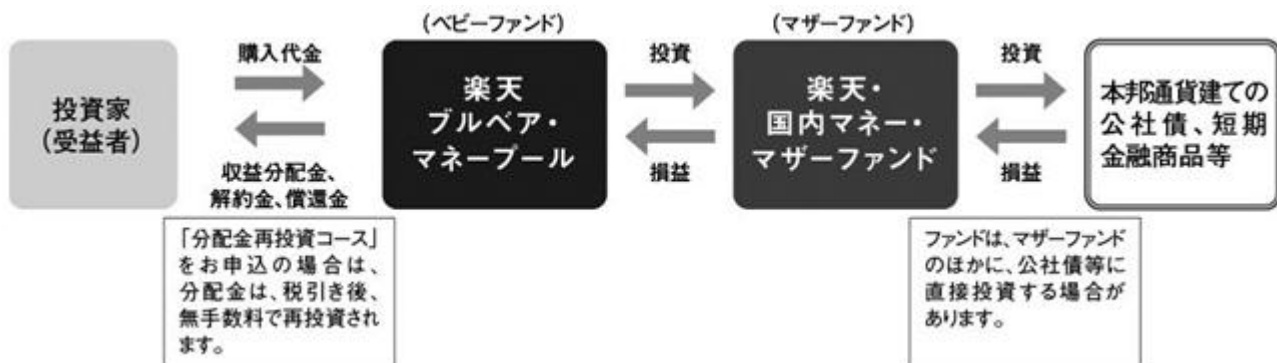 (ベビーファンド)
(マザーファンド)
投資家
(受益者)
購入代金
収益分配金、
解約金、償還金
楽天
ブルベア・
マネープール
投資
損益
楽天・
国内マネー・
マザーファンド
投資
損益
本邦通貨建ての
公社債、短期
金融商品等
「分配金再投資コース」
をお申込の場合は、
分配金は、税引き後、
無手数料で再投資され
ます。
ファンドは、マザーファンド
のほかに、公社債等に
直接投資する場合が
あります。